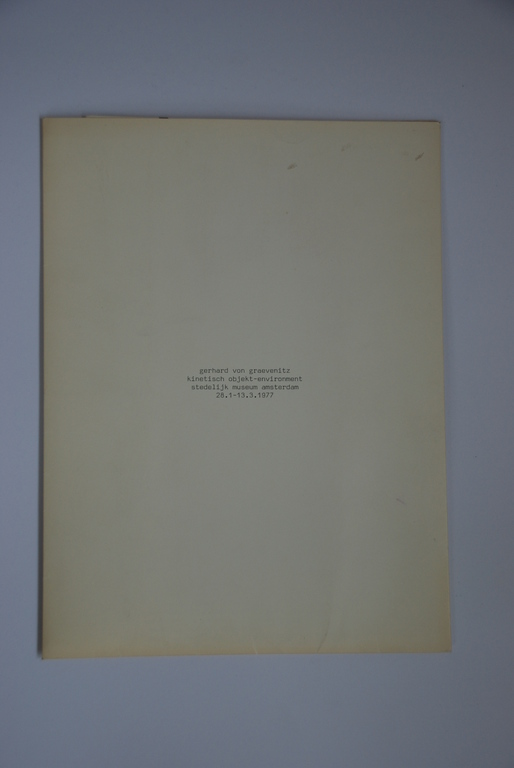 gerhard von graevenitz
kinetisch objekt-environment
stedelijk museum amsterdam
28.1-13.3.1977